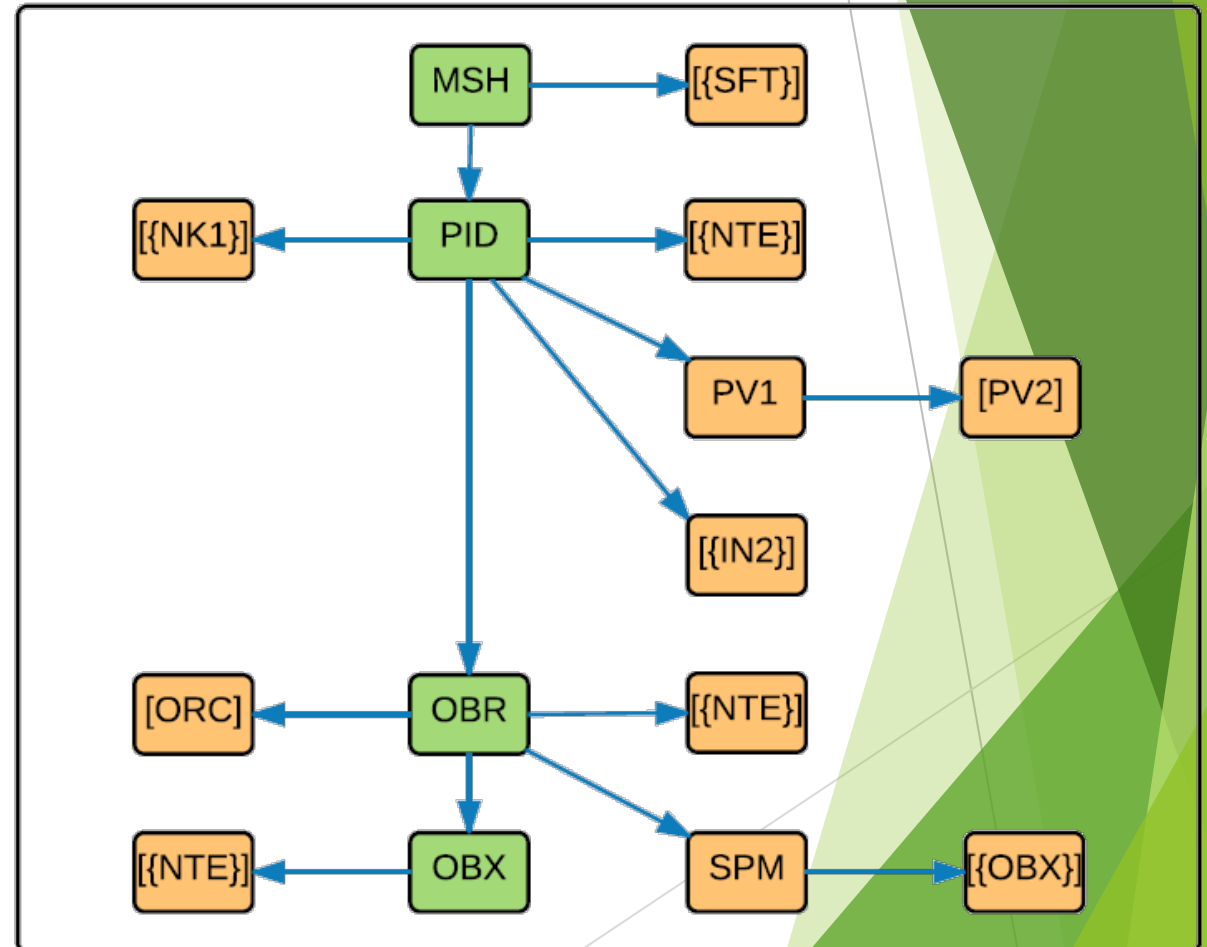 MSH
[{SFT}]
[{NK1}]
PID
[{NTE}]
PV1
[PV2]
[{IN2}]
[ORC]
OBR
[{NTE}]
[{NTE}]
OBX
SPM
[{OBX}]